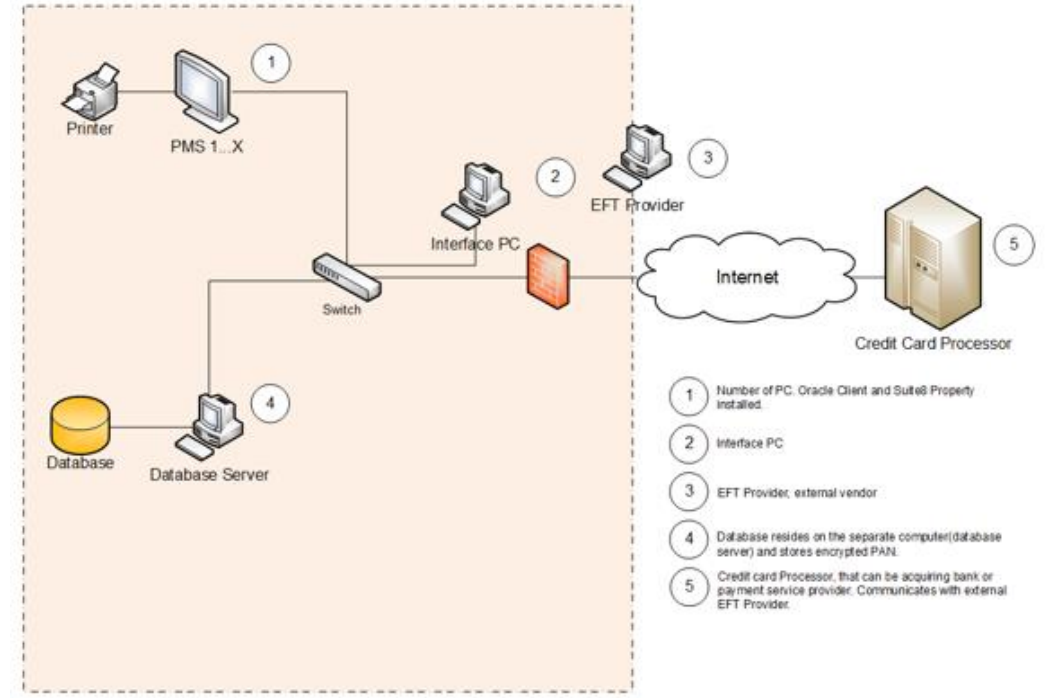 1
Printer
PMS 1...X
2
3
EFT Provider
Interface PC
5
Internet
Switch
Credit Card Processor
4
Database
Database Server
1
Number of PC. Oracle Client and Suite8 Property
installed.
2
Interface PC
3
EFT Provider, external vendor
4
Database resides on the separate computer(database
server) and stores encrypted PAN.
5
Credit card Processor, that can be acquiring bank or
payment service provider. Communicates with external
EFT Provider.